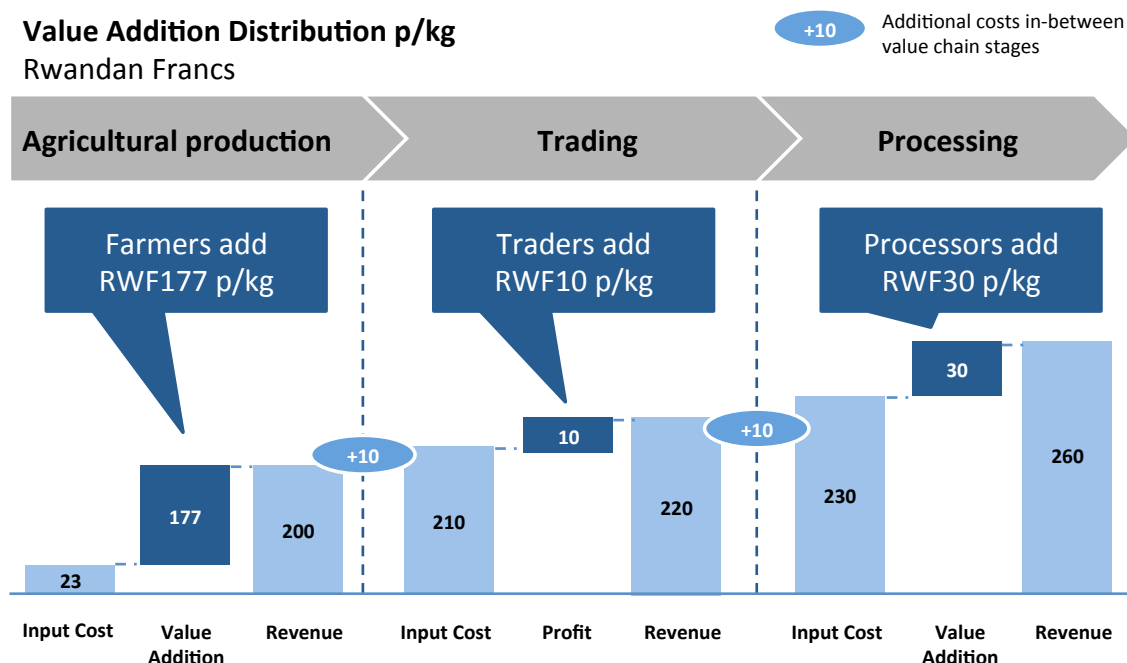 Value Addition Distribution p/kg
Rwandan Francs
+10
Additional costs in-between
value chain stages
Agricultural production
Trading
Processing
Farmers add
RWF177 p/kg
Traders add
RWF10 p/kg
Processors add
RWF30 p/kg
23
177
200
+10
210
10
220
+10
230
30
260
Input Cost
Value
Addition
Revenue
Input Cost
Profit
Revenue
Input Cost
Value
Addition
Revenue